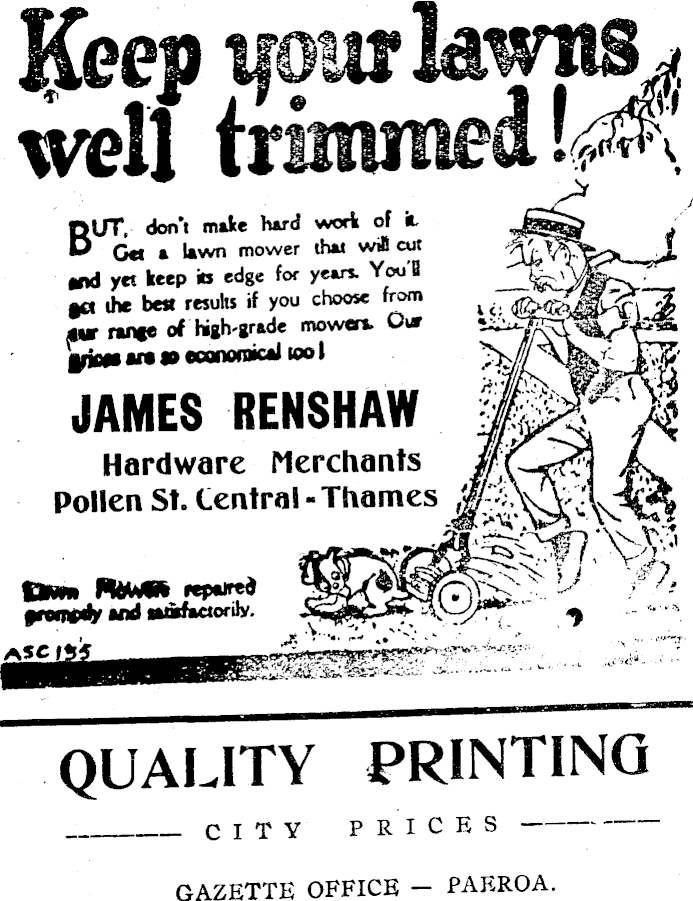 Keep your lawns
well trimmed!
BUT, don't make hard work of it.
Get a lawn mower that will cut
and yet keep its edge for years. You'll
get the best results if you choose from
our range of high-grade mowers. Our
prices are so economical too!
JAMES RENSHAW
Hardware Merchants
Pollen St. Central - Thames
Lawn Mowers repaired
promptly and satisfactorily.
ASC 195
QUALITY PRINTING
CITY PRICES
GAZETTE OFFICE — PAEROA.